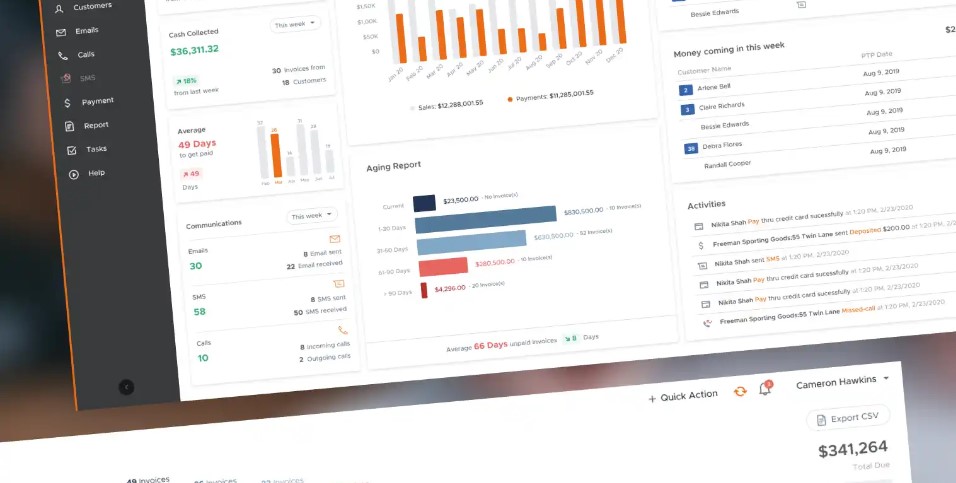 Customers
Emails
Calls
SMS
Payment
Report
Tasks
Help
Cash Collected
This week
$36,311.32
18%
from last week
30 Invoices from
18 Customers
Average
49 Days
to get paid
49
Days
Communications
This week
Emails
30
8 Email sent
22 Email received
SMS
58
8 SMS sent
50 SMS received
Calls
10
8 Incoming calls
2 Outgoing calls
$1,00K
$50K
$0
Jan 20
Feb 20
Mar 20
Apr 20
May 20
Jun 20
Jul 20
Aug 20
Sep 20
Oct 20
Nov 20
Dec 20
Sales: $12,288,001.55
Payments: $11,285,001.55
Aging Report
Current
$23,500.00 - No Invoice(s)
1-30 Days
$830,500.00 - 10 Invoice(s)
31-60 Days
$630,500.00 - 52 Invoice(s)
61-90 Days
$280,500.00 - 10 Invoice(s)
> 90 Days
$4,296.00 - 20 Invoice(s)
Average 66 Days unpaid invoices 8 Days
Bessie Edwards
Money coming in this week
Customer Name
PTP Date
2 Arlene Bell
Aug 9, 2019
3 Claire Richards
Aug 9, 2019
Bessie Edwards
Aug 9, 2019
Debra Flores
Aug 9, 2019
Randall Cooper
Aug 9, 2019
Activities
Nikita Shah Pay thru credit card sucessfully at 1:20 PM, 2/23/2020
Freeman Sporting Goods:55 Twin Lane sent Deposited $200.00 at 1:20 PM,
Nikita Shah sent SMS at 1:20 PM, 2/23/2020
Nikita Shah Pay thru credit card sucessfully at 1:20 PM, 2/23/2020
Nikita Shah Pay thru credit card sucessfully at 1:20 PM, 2/23/2020
Freeman Sporting Goods:55 Twin Lane Missed-call at 1:20 PM, 2/23/2020
+ Quick Action
Cameron Hawkins
Export CSV
$341,264
Total Due
49 Invoices
Invoices
Invoices